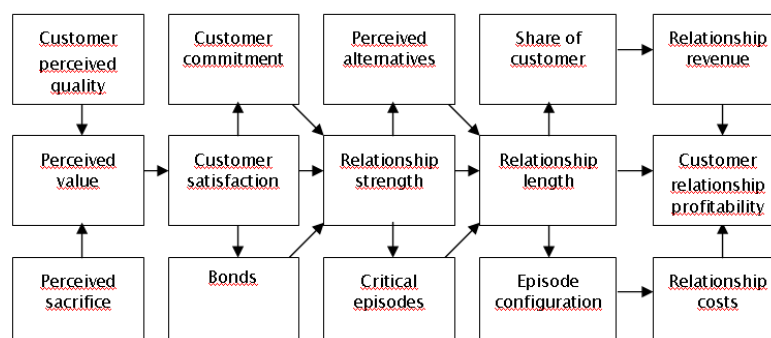 Customer
perceived
quality
Customer
commitment
Perceived
alternatives
Share of
customer
Relationship
revenue
Perceived
value
Customer
satisfaction
Relationship
strength
Relationship
length
Customer
relationship
profitability
Perceived
sacrifice
Bonds
Critical
episodes
Episode
configuration
Relationship
costs